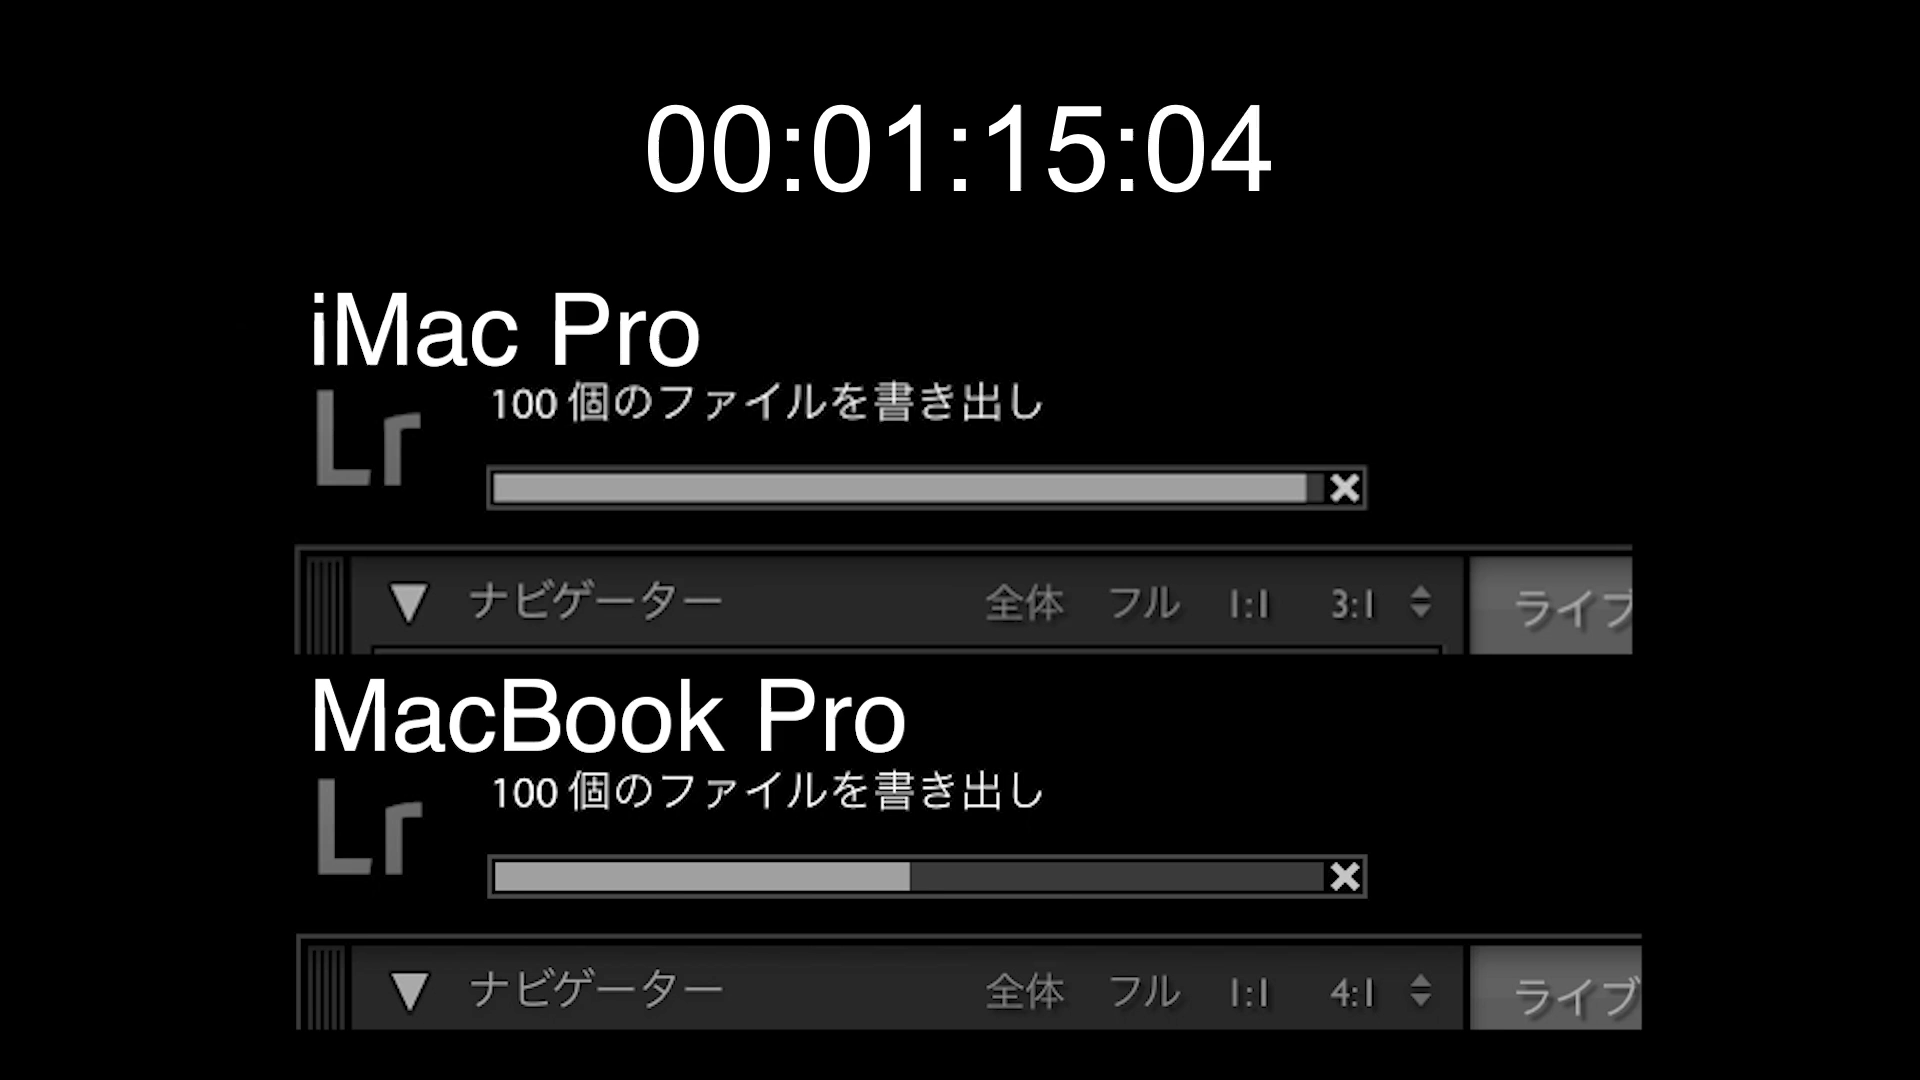 00:01:15:04
iMac Pro
Lr
100 個のファイルを書き出し
ナビゲーター 全体 フル 1:1 3:1 ライブ
MacBook Pro
Lr
100 個のファイルを書き出し
ナビゲーター 全体 フル 1:1 4:1 ライブ